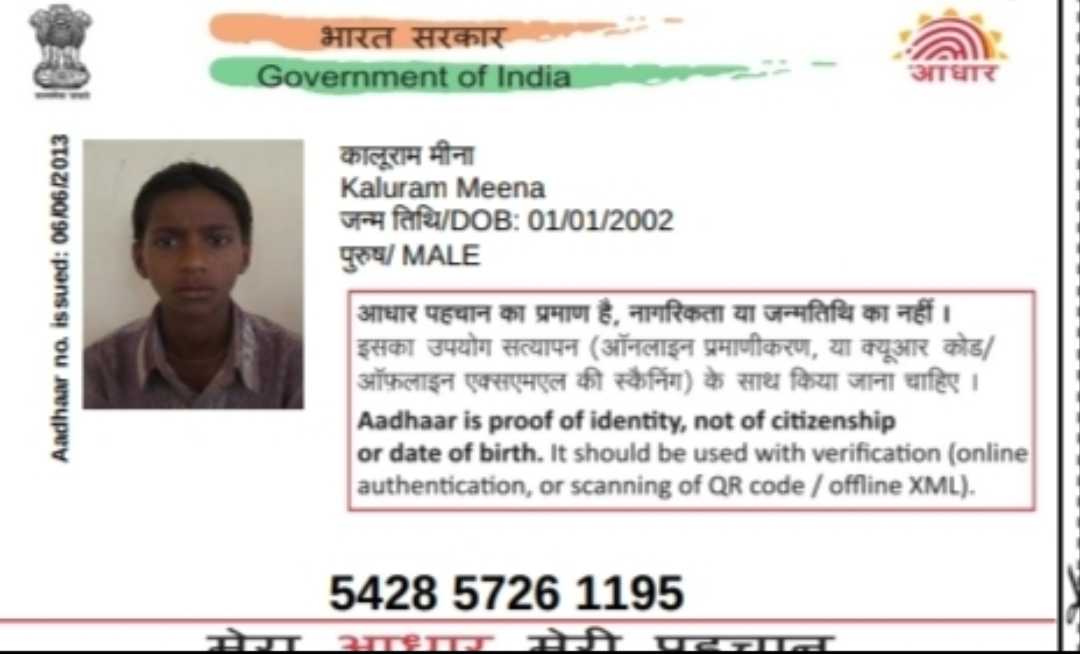 भारत सरकार
Government of India
आधार
Aadhaar no. issued: 06/06/2013
कालूराम मीना
Kaluram Meena
जन्म तिथि/DOB: 01/01/2002
पुरुष/ MALE
आधार पहचान का प्रमाण है, नागरिकता या जन्मतिथि का नहीं ।
इसका उपयोग सत्यापन (ऑनलाइन प्रमाणीकरण, या क्यूआर कोड/
ऑफ़लाइन एक्सएमएल की स्कैनिंग) के साथ किया जाना चाहिए ।
Aadhaar is proof of identity, not of citizenship
or date of birth. It should be used with verification (online
authentication, or scanning of QR code / offline XML).
5428 5726 1195
मेरा आधार मेरी पहचान